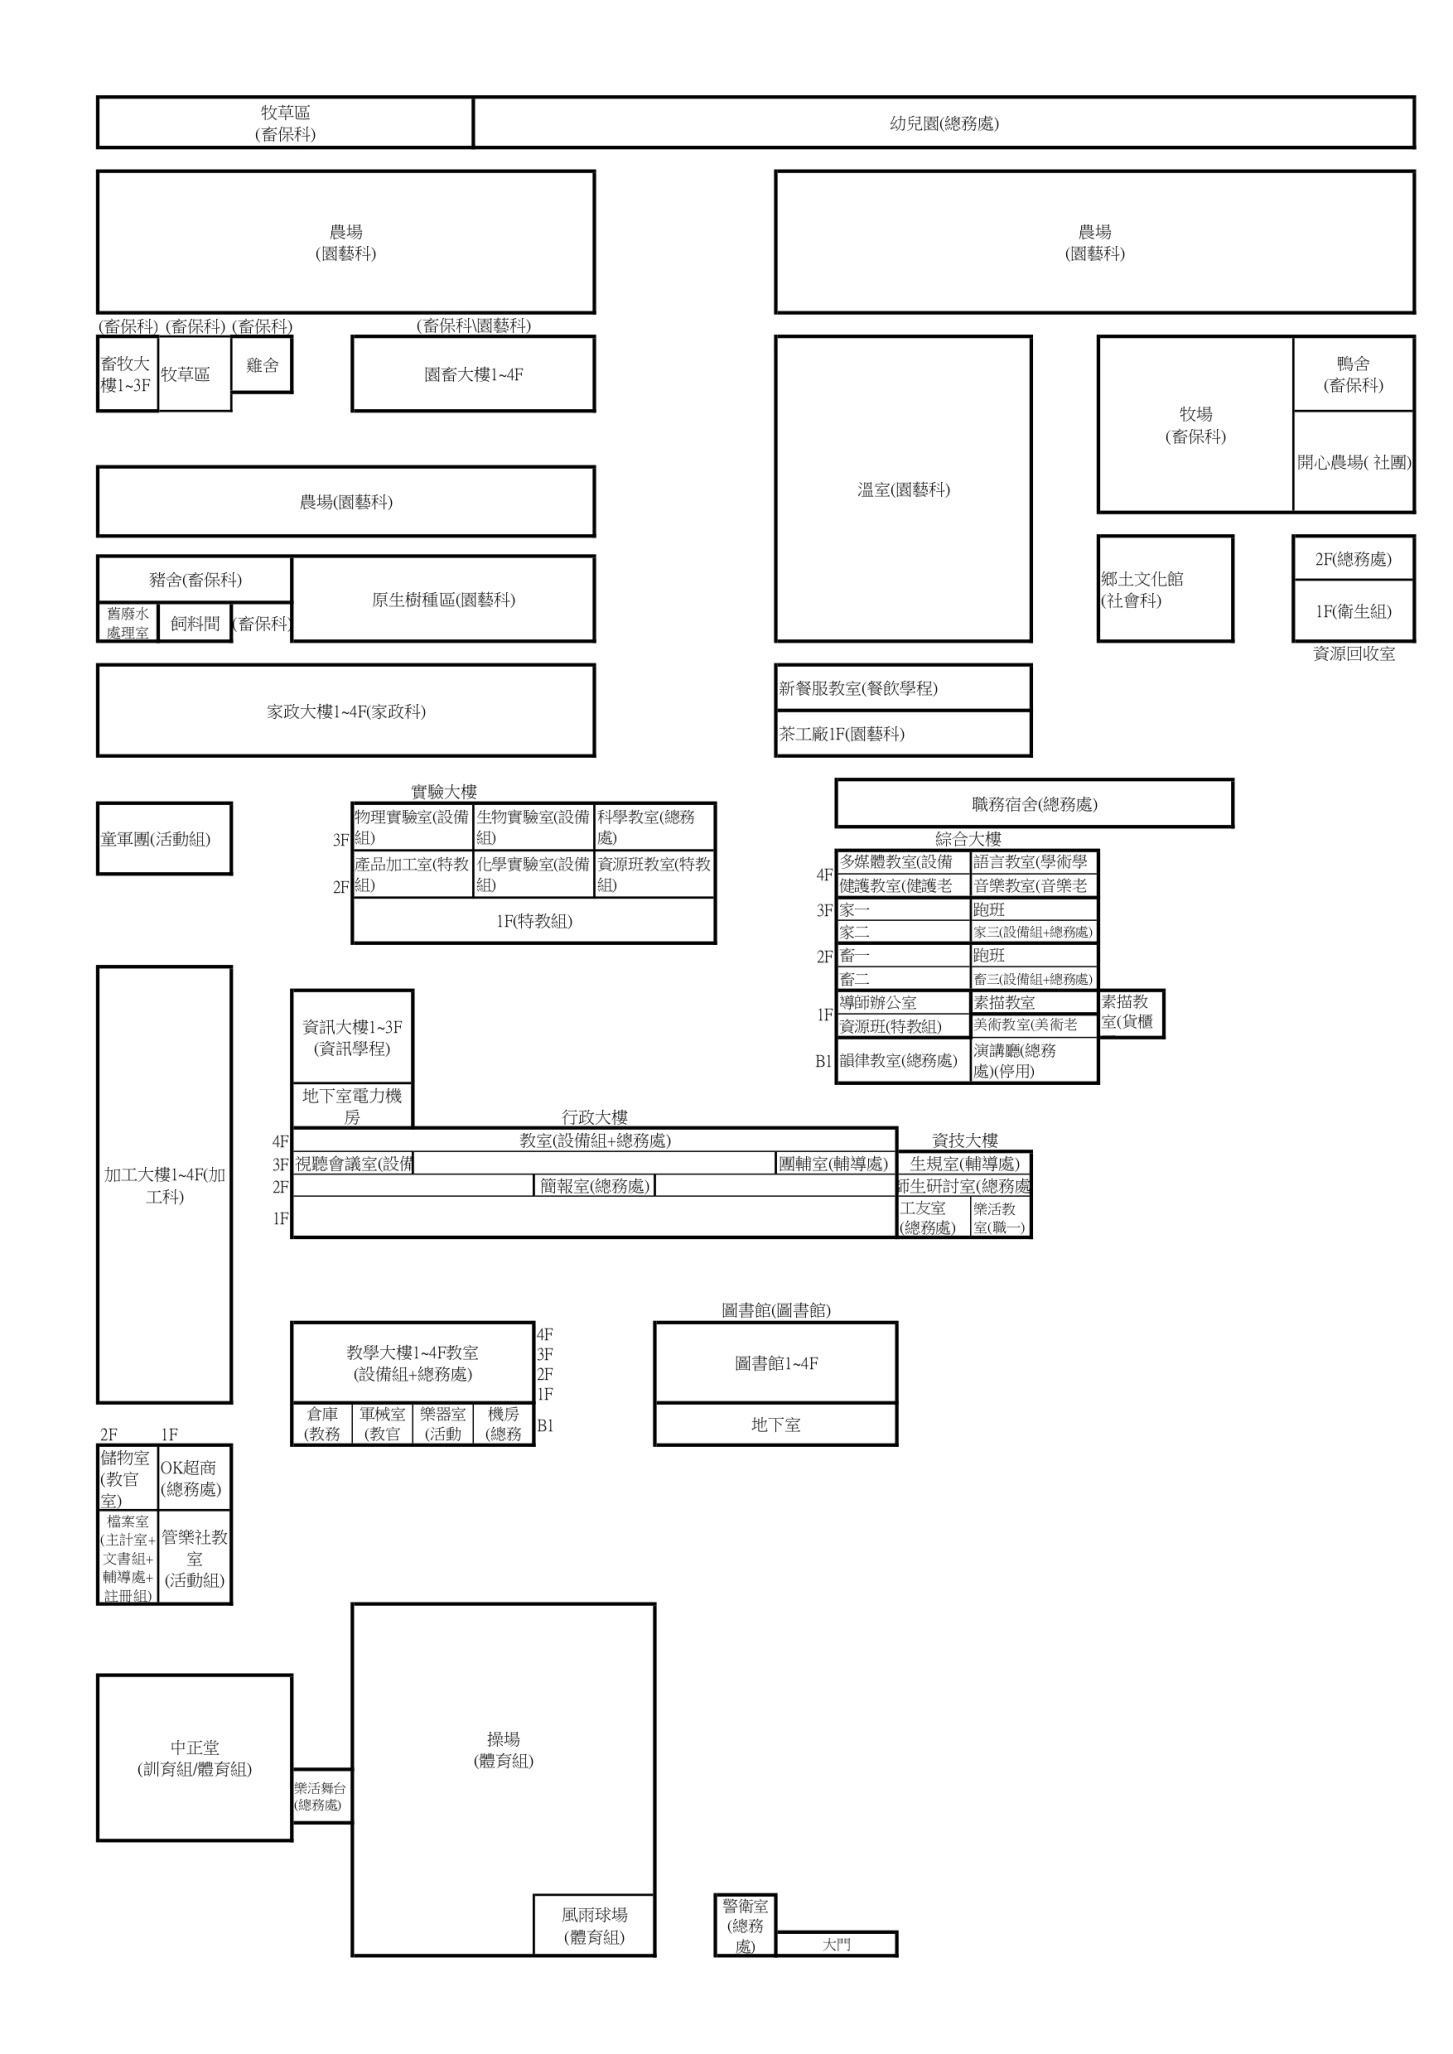 牧草區
(畜保科)
幼兒園(總務處)
農場
(園藝科)
農場
(園藝科)
(畜保科)
(畜保科)
(畜保科)
(畜保科\園藝科)
畜牧大
樓1~3F
牧草區
雞舍
園畜大樓1~4F
溫室(園藝科)
牧場
(畜保科)
鴨舍
(畜保科)
開心農場( 社團)
農場(園藝科)
豬舍(畜保科)
舊廢水
處理室
飼料間
(畜保科)
原生樹種區(園藝科)
鄉土文化館
(社會科)
2F(總務處)
1F(衛生組)
資源回收室
家政大樓1~4F(家政科)
新餐服教室(餐飲學程)
茶工廠1F(園藝科)
職務宿舍(總務處)
童軍團(活動組)
實驗大樓
3F
物理實驗室(設備
組)
生物實驗室(設備
組)
科學教室(總務
處)
2F
產品加工室(特教
組)
化學實驗室(設備
組)
資源班教室(特教
組)
1F(特教組)
綜合大樓
4F
多媒體教室(設備
語言教室(學術學
健護教室(健護老
音樂教室(音樂老
3F
家一
跑班
家二
家三(設備組+總務處)
2F
畜一
跑班
畜二
畜三(設備組+總務處)
1F
導師辦公室
素描教室
素描教
室(貨櫃
資源班(特教組)
美術教室(美術老
B1
韻律教室(總務處)
演講廳(總務
處)(停用)
加工大樓1~4F(加
工科)
資訊大樓1~3F
(資訊學程)
地下室電力機
房
行政大樓
4F
教室(設備組+總務處)
3F
視聽會議室(設備
團輔室(輔導處)
2F
簡報室(總務處)
1F
資技大樓
生規室(輔導處)
師生研討室(總務處
工友室
(總務處)
樂活教
室(職一)
教學大樓1~4F教室
(設備組+總務處)
4F
3F
2F
1F
倉庫
(教務
軍械室
(教官
樂器室
(活動
機房
(總務
B1
圖書館(圖書館)
圖書館1~4F
地下室
2F
1F
儲物室
(教官
室)
OK超商
(總務處)
檔案室
(主計室+
文書組+
輔導處+
註冊組)
管樂社教
室
(活動組)
中正堂
(訓育組/體育組)
樂活舞台
(總務處)
操場
(體育組)
風雨球場
(體育組)
警衛室
(總務
處)
大門